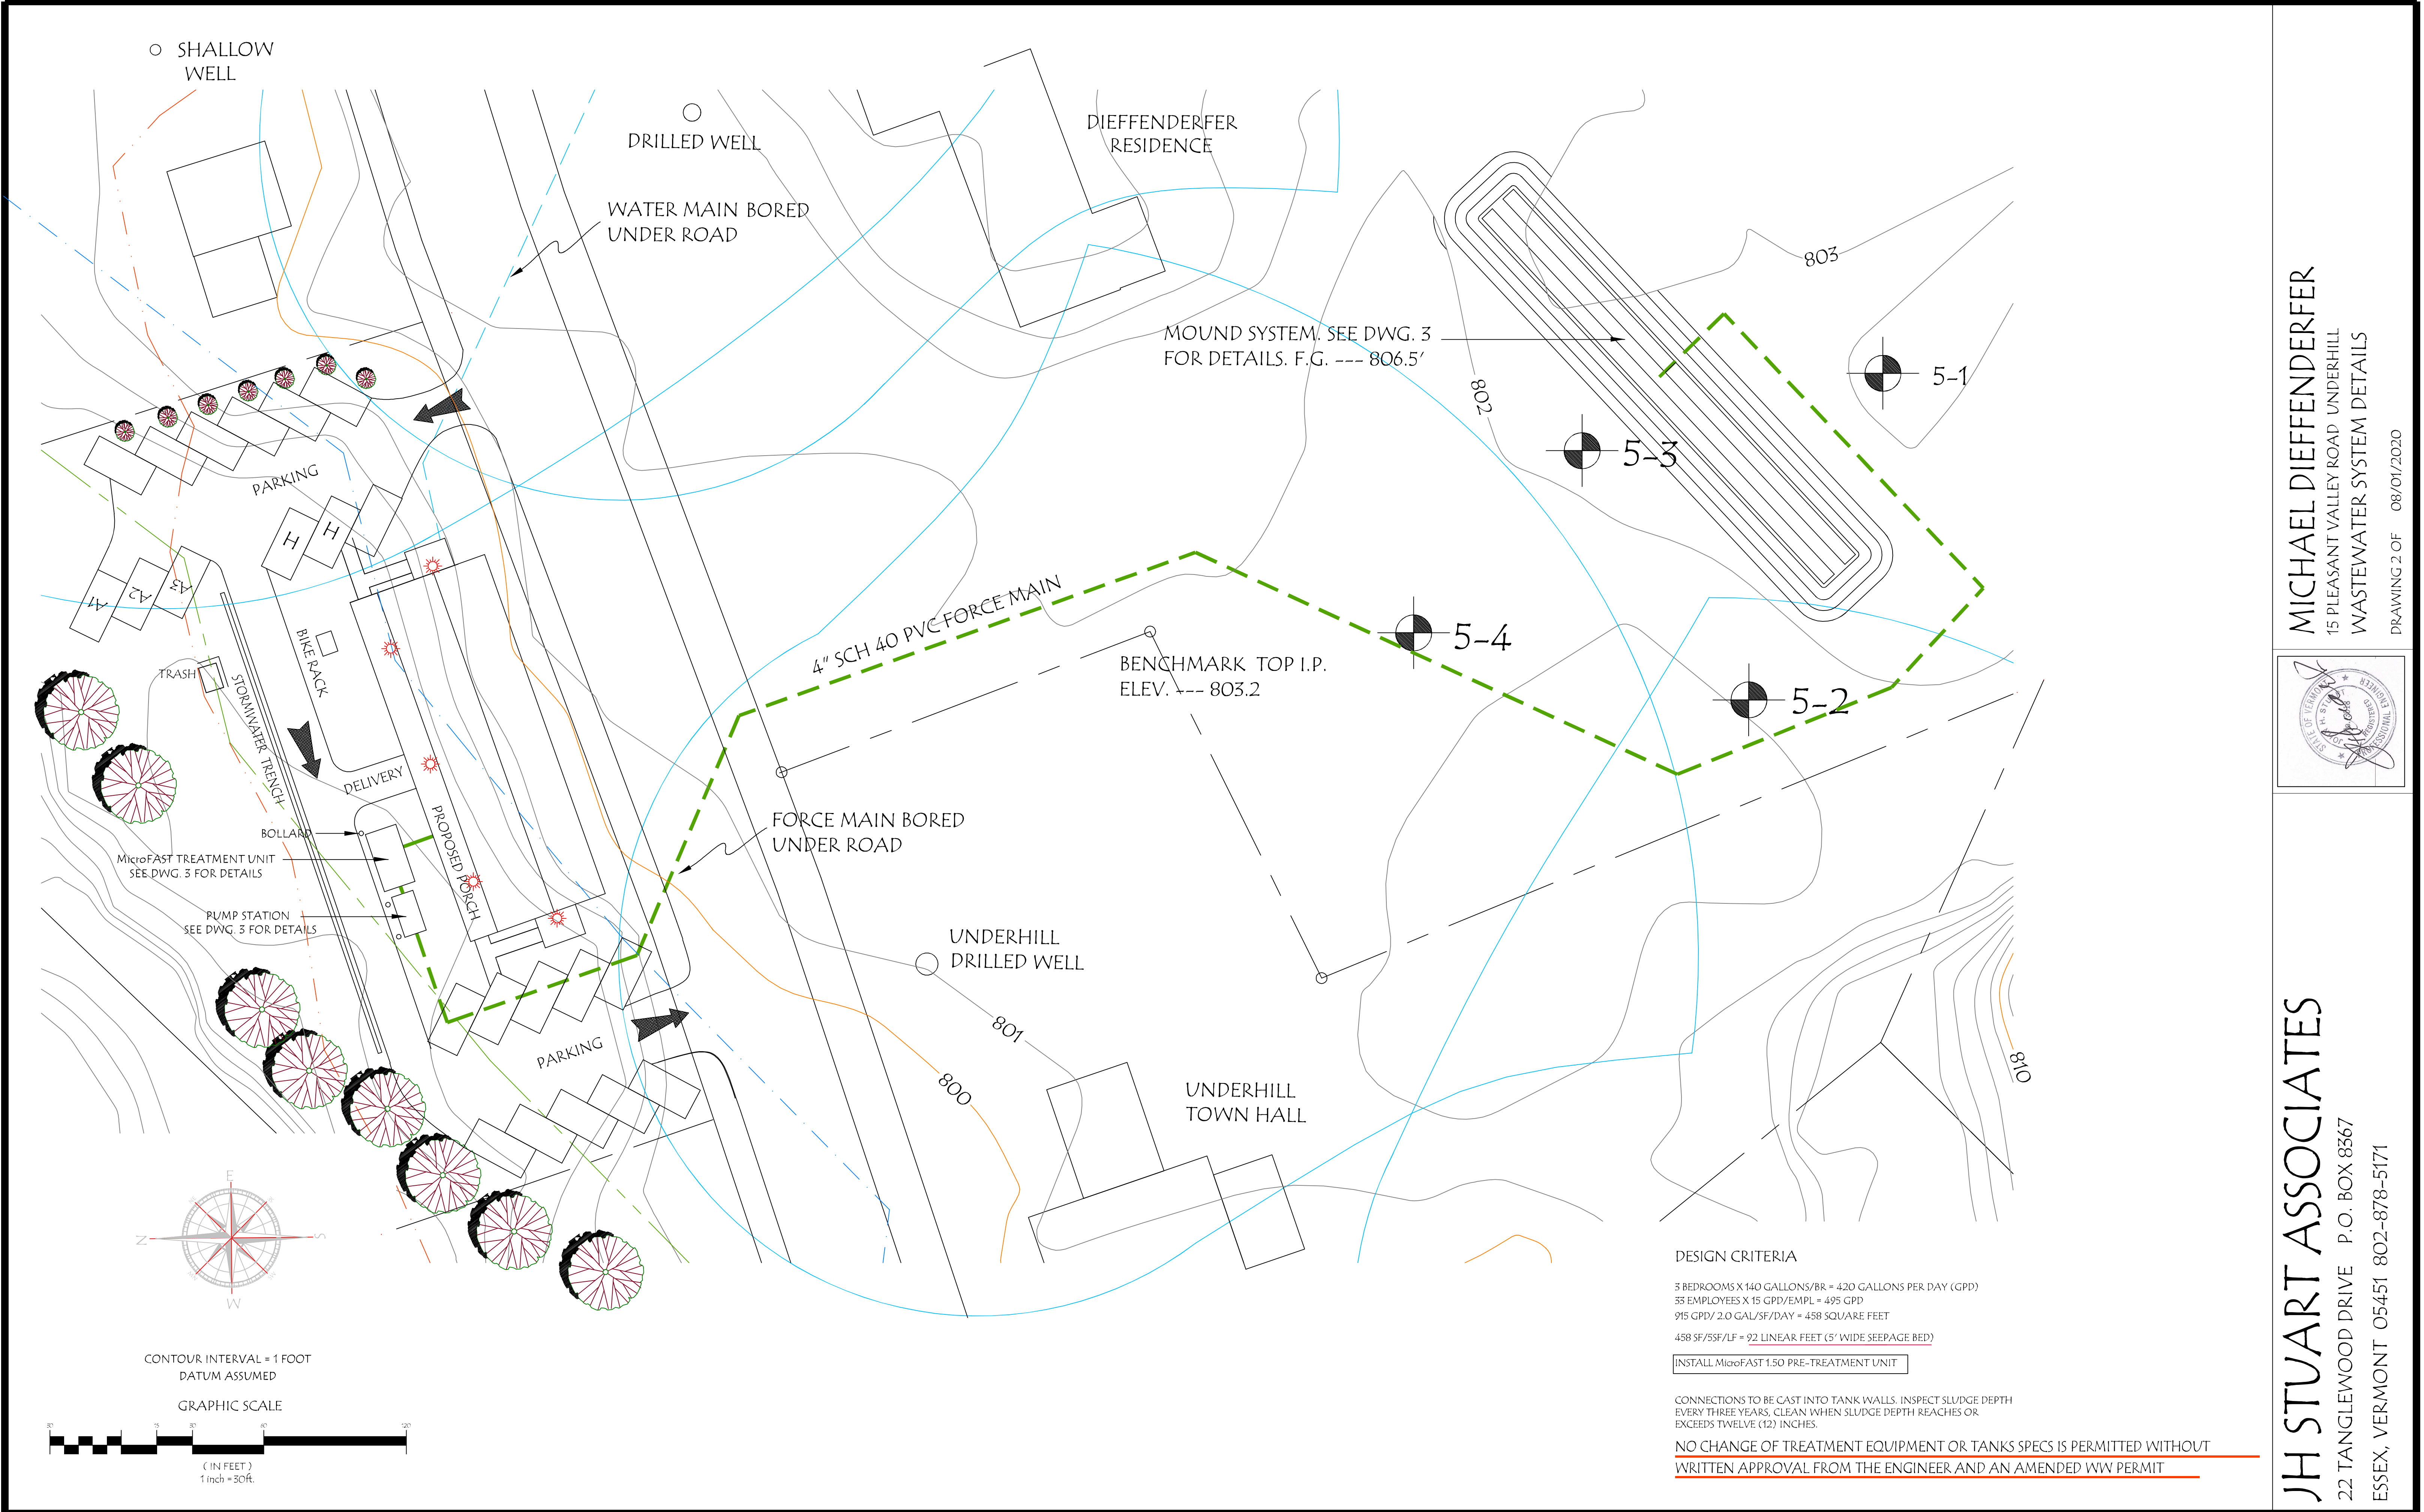 SHALLOW
WELL
DRILLED WELL
DIEFFENDERFER
RESIDENCE
WATER MAIN BORED
UNDER ROAD
803
MOUND SYSTEM. SEE DWG. 3
FOR DETAILS. F.G. --- 806.5'
802
5-1
5-3
PARKING
H
H
A1
A2
A3
4" SCH 40 PVC FORCE MAIN
5-4
BENCHMARK TOP I.P.
ELEV. --- 803.2
5-2
BIKE RACK
TRASH
STORMWATER TRENCH
DELIVERY
PROPOSED PORCH
BOLLARD
MicroFAST TREATMENT UNIT
SEE DWG. 3 FOR DETAILS
PUMP STATION
SEE DWG. 3 FOR DETAILS
FORCE MAIN BORED
UNDER ROAD
UNDERHILL
DRILLED WELL
801
800
810
PARKING
UNDERHILL
TOWN HALL
E
N
S
W
CONTOUR INTERVAL = 1 FOOT
DATUM ASSUMED
GRAPHIC SCALE
30 15 30 60 120
( IN FEET )
1 inch = 30ft.
DESIGN CRITERIA
3 BEDROOMS X 140 GALLONS/BR = 420 GALLONS PER DAY (GPD)
33 EMPLOYEES X 15 GPD/EMPL = 495 GPD
915 GPD/ 2.0 GAL/SF/DAY = 458 SQUARE FEET
458 SF/5SF/LF = 92 LINEAR FEET (5' WIDE SEEPAGE BED)
INSTALL MicroFAST 1.50 PRE-TREATMENT UNIT
CONNECTIONS TO BE CAST INTO TANK WALLS. INSPECT SLUDGE DEPTH
EVERY THREE YEARS, CLEAN WHEN SLUDGE DEPTH REACHES OR
EXCEEDS TWELVE (12) INCHES.
NO CHANGE OF TREATMENT EQUIPMENT OR TANKS SPECS IS PERMITTED WITHOUT
WRITTEN APPROVAL FROM THE ENGINEER AND AN AMENDED WW PERMIT
MICHAEL DIEFFENDERFER
15 PLEASANT VALLEY ROAD UNDERHILL
WASTEWATER SYSTEM DETAILS
DRAWING 2 OF 08/01/2020
STATE OF VERMONT
REGISTERED
ENGINEER
JH STUART ASSOCIATES
22 TANGLEWOOD DRIVE P.O. BOX 8367
ESSEX, VERMONT 05451 802-878-5171